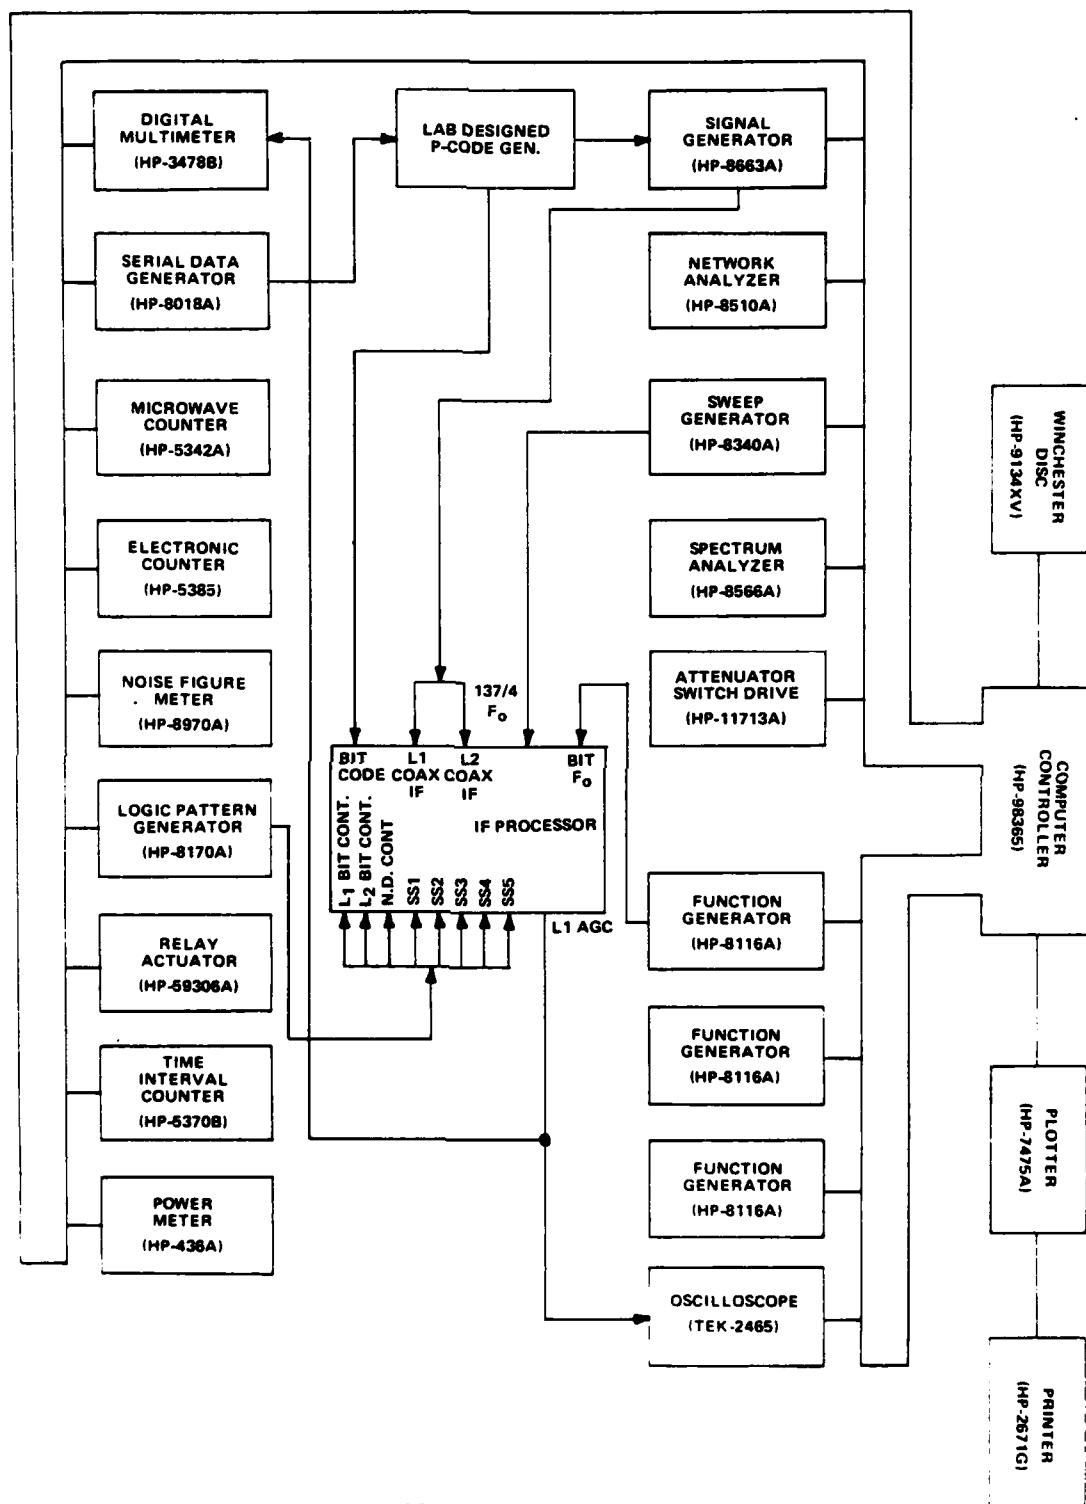 DIGITAL
MULTIMETER
(HP-3478B)
LAB DESIGNED
P-CODE GEN.
SIGNAL
GENERATOR
(HP-8663A)
SERIAL DATA
GENERATOR
(HP-8018A)
NETWORK
ANALYZER
(HP-8510A)
MICROWAVE
COUNTER
(HP-5342A)
SWEEP
GENERATOR
(HP-8340A)
WINCHESTER
DISC
(HP-9134XV)
ELECTRONIC
COUNTER
(HP-5385)
SPECTRUM
ANALYZER
(HP-8566A)
NOISE FIGURE
METER
(HP-8970A)
137/4
Fo
ATTENUATOR
SWITCH DRIVE
(HP-11713A)
COMPUTER
CONTROLLER
(HP-98365)
BIT
CODE
L1
COAX
IF
L2
COAX
IF
BIT
Fo
IF PROCESSOR
L1 BIT CONT.
L2 BIT CONT.
N.D. CONT
SS1
SS2
SS3
SS4
SS5
L1 AGC
LOGIC PATTERN
GENERATOR
(HP-8170A)
FUNCTION
GENERATOR
(HP-8116A)
RELAY
ACTUATOR
(HP-59306A)
FUNCTION
GENERATOR
(HP-8116A)
TIME
INTERVAL
COUNTER
(HP-5370B)
PLOTTER
(HP-7475A)
FUNCTION
GENERATOR
(HP-8116A)
POWER
METER
(HP-436A)
OSCILLOSCOPE
(TEK-2465)
PRINTER
(HP-2671G)